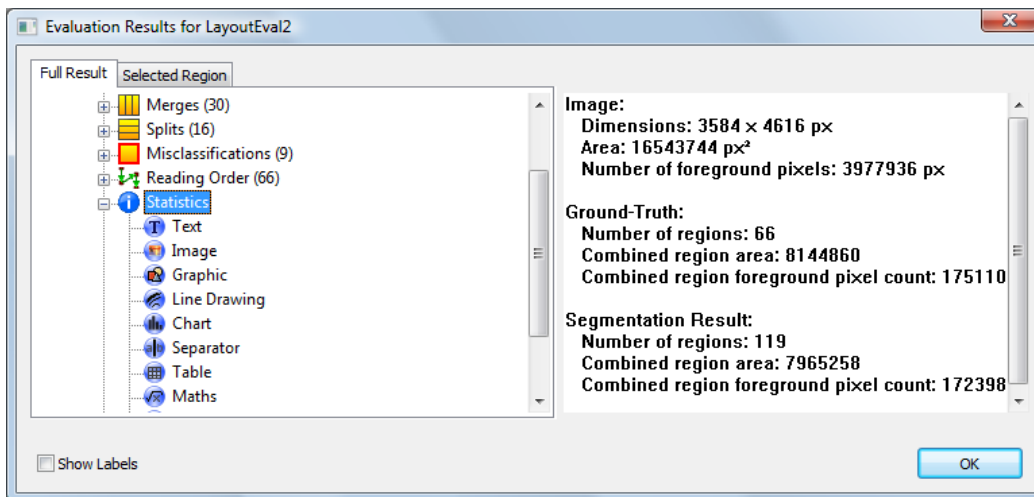 Evaluation Results for LayoutEval2
Full Result
Selected Region
Merges (30)
Splits (16)
Misclassifications (9)
Reading Order (66)
Statistics
Text
Image
Graphic
Line Drawing
Chart
Separator
Table
Maths
Image:
Dimensions: 3584 × 4616 px
Area: 16543744 px²
Number of foreground pixels: 3977936 px
Ground-Truth:
Number of regions: 66
Combined region area: 8144860
Combined region foreground pixel count: 175110
Segmentation Result:
Number of regions: 119
Combined region area: 7965258
Combined region foreground pixel count: 172398
Show Labels
OK